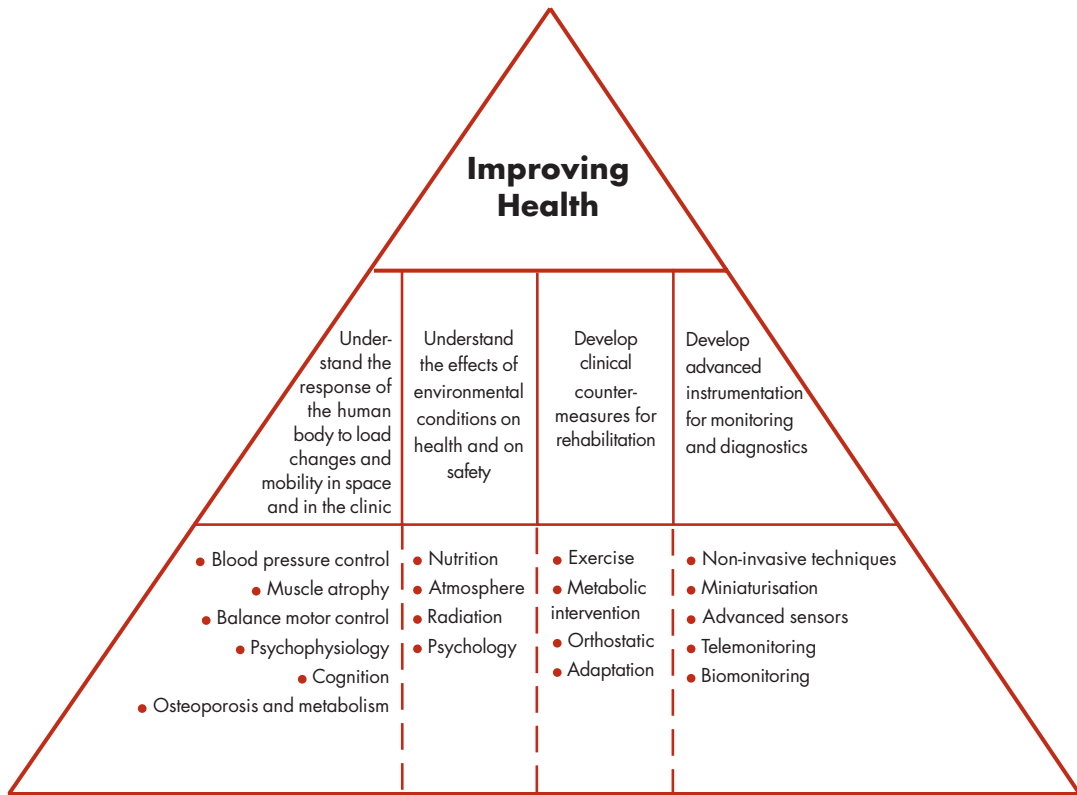 Improving
Health
Under-
stand the
response of
the human
body to load
changes and
mobility in space
and in the clinic
Understand
the effects of
environmental
conditions on
health and on
safety
Develop
clinical
counter-
measures for
rehabilitation
Develop
advanced
instrumentation
for monitoring
and diagnostics
• Blood pressure control
• Muscle atrophy
• Balance motor control
• Psychophysiology
• Cognition
• Osteoporosis and metabolism
• Nutrition
• Atmosphere
• Radiation
• Psychology
• Exercise
• Metabolic
intervention
• Orthostatic
• Adaptation
• Non-invasive techniques
• Miniaturisation
• Advanced sensors
• Telemonitoring
• Biomonitoring